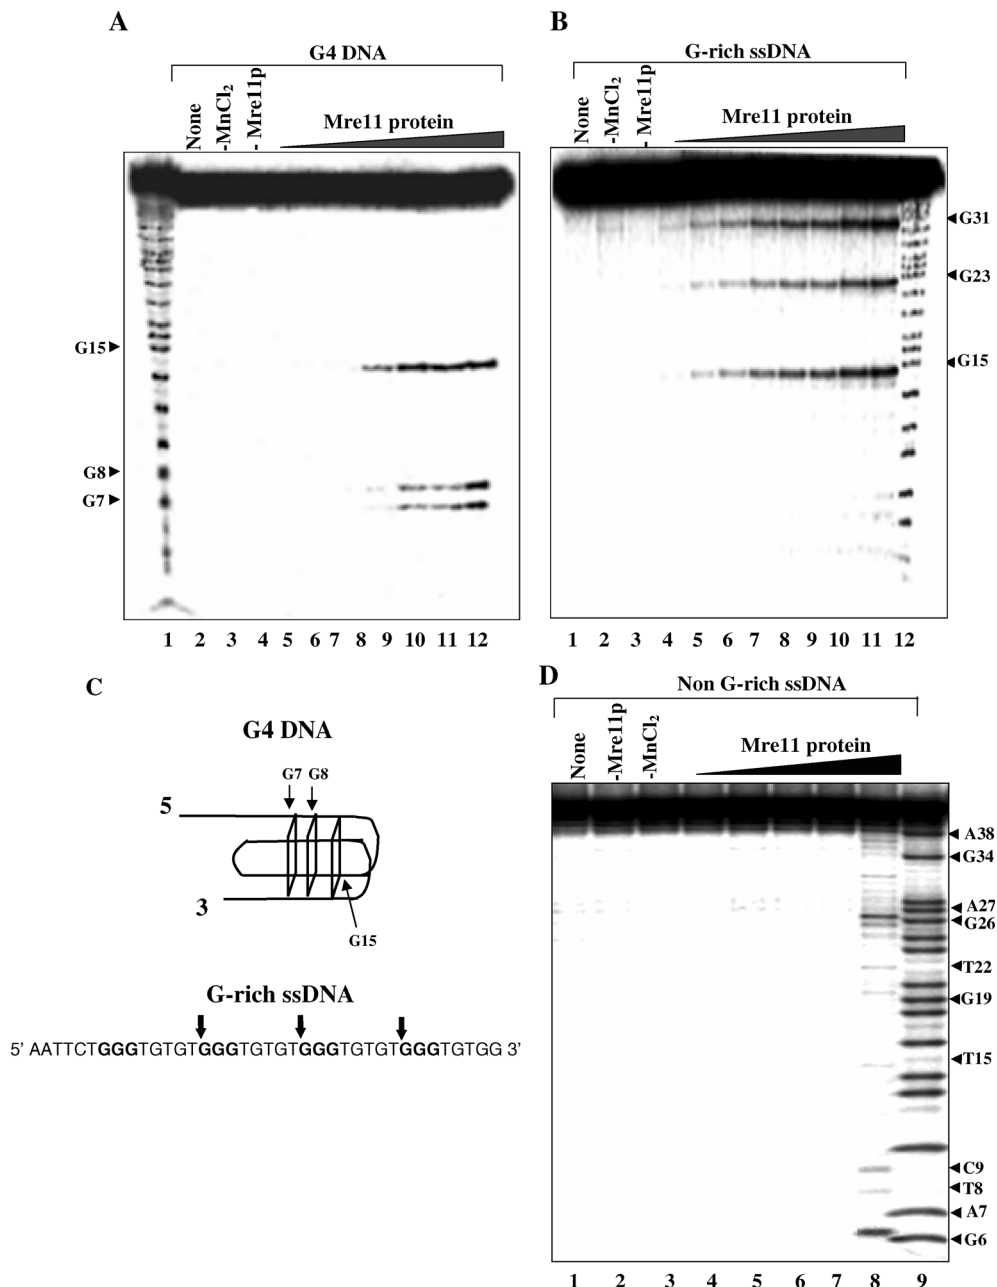 A
G4 DNA
None
-MnCl2
- Mre11p
Mre11 protein
G15
G8
G7
1 2 3 4 5 6 7 8 9 10 11 12
B
G-rich ssDNA
None
-MnCl2
-Mre11p
Mre11 protein
G31
G23
G15
1 2 3 4 5 6 7 8 9 10 11 12
C
G4 DNA
G7 G8
5
3
G15
G-rich ssDNA
5' AATTCTGGGTGTGTGGGTGTGTGGGTGTGTGGGTGTGG 3'
D
Non G-rich ssDNA
None
-Mre11p
-MnCl2
Mre11 protein
A38
G34
A27
G26
T22
G19
T15
C9
T8
A7
G6
1 2 3 4 5 6 7 8 9